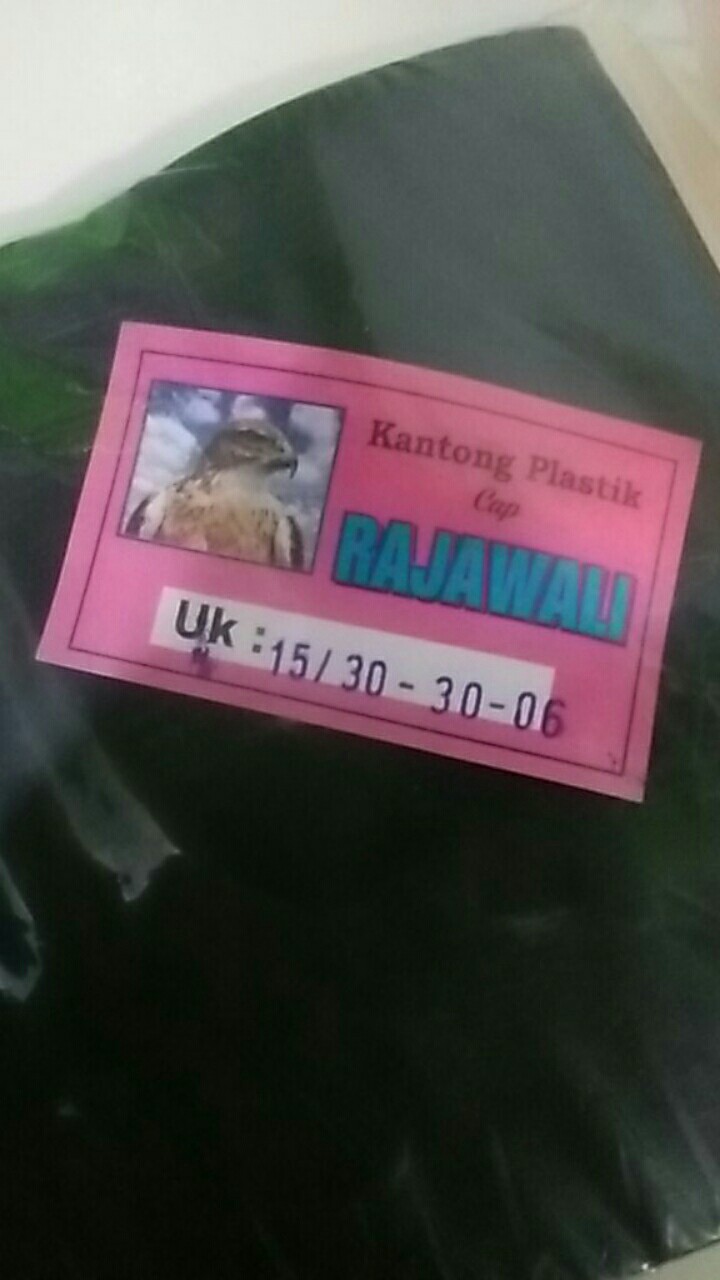 Kantong Plastik
Cap
RAJAWALI
Uk : 15/30-30-06